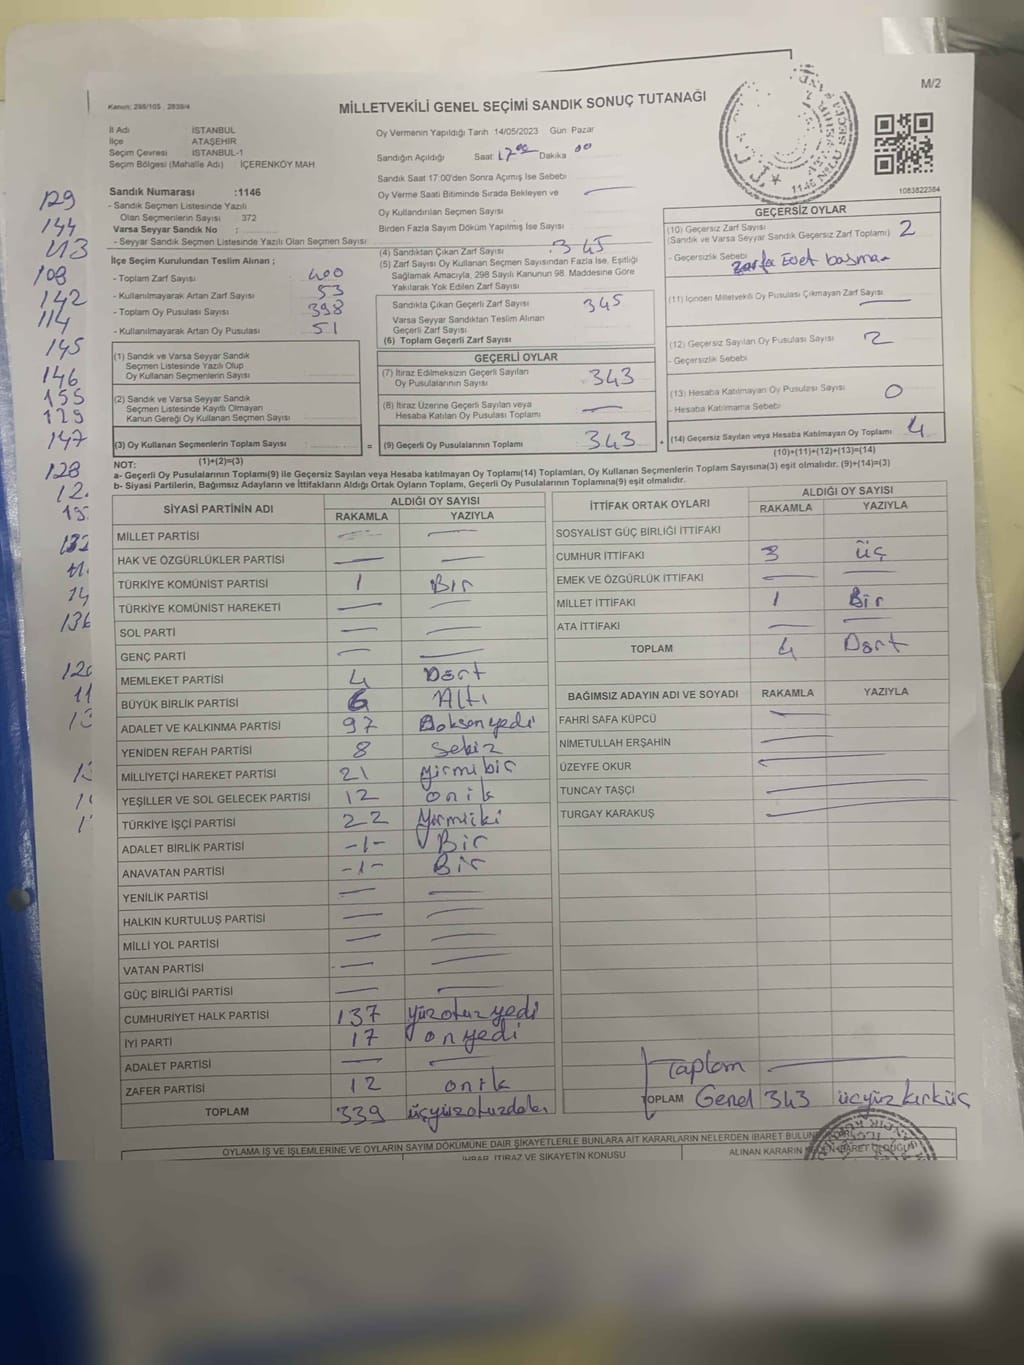 M/2
Kanun: 298/105 , 2839/4
MİLLETVEKİLİ GENEL SEÇİMİ SANDIK SONUÇ TUTANAĞI
İl Adı : İSTANBUL
İlçe : ATAŞEHİR
Seçim Çevresi : İSTANBUL-1
Seçim Bölgesi (Mahalle Adı) : İÇERENKÖY MAH.
Sandık Numarası :1146
- Sandık Seçmen Listesinde Yazılı
Olan Seçmenlerin Sayısı : 372
Varsa Seyyar Sandık No :
- Seyyar Sandık Seçmen Listesinde Yazılı Olan Seçmen Sayısı
İlçe Seçim Kurulundan Teslim Alınan ;
- Toplam Zarf Sayısı : 400
- Kullanılmayarak Artan Zarf Sayısı : 53
- Toplam Oy Pusulası Sayısı : 398
- Kullanılmayarak Artan Oy Pusulası : 51
Oy Vermenin Yapıldığı Tarih 14/05/2023 Gün Pazar
Sandığın Açıldığı Saat 17 00 Dakika 00
Sandık Saat 17:00'den Sonra Açılmış İse Sebebi
Oy Verme Saati Bitiminde Sırada Bekleyen ve
Oy Kullandırılan Seçmen Sayısı
Birden Fazla Sayım Döküm Yapılmış İse Sayısı
(4) Sandıktan Çıkan Zarf Sayısı : 345
(5) Zarf Sayısı Oy Kullanan Seçmen Sayısından Fazla İse, Eşitliği
Sağlamak Amacıyla, 298 Sayılı Kanunun 98. Maddesine Göre
Yakılarak Yok Edilen Zarf Sayısı
Sandıkta Çıkan Geçerli Zarf Sayısı 345
Varsa Seyyar Sandıktan Teslim Alınan
Geçerli Zarf Sayısı
(6) Toplam Geçerli Zarf Sayısı
1083822384
GEÇERSİZ OYLAR
(10) Geçersiz Zarf Sayısı 2
(Sandık ve Varsa Seyyar Sandık Geçersiz Zarf Toplamı)
- Geçersizlik Sebebi Zarfa Evet basma
(11) İçinden Milletvekili Oy Pusulası Çıkmayan Zarf Sayısı
(12) Geçersiz Sayılan Oy Pusulası Sayısı 2
- Geçersizlik Sebebi
(13) Hesaba Katılmayan Oy Pusulası Sayısı 0
- Hesaba Katılmama Sebebi
(14) Geçersiz Sayılan veya Hesaba Katılmayan Oy Toplamı 4
(10)+(11)+(12)+(13)=(14)
(1) Sandık ve Varsa Seyyar Sandık
Seçmen Listesinde Yazılı Olup
Oy Kullanan Seçmenlerin Sayısı
(2) Sandık ve Varsa Seyyar Sandık
Seçmen Listesinde Kayıtlı Olmayan
Kanun Gereği Oy Kullanan Seçmen Sayısı
(3) Oy Kullanan Seçmenlerin Toplam Sayısı =
(1)+(2)=(3)
GEÇERLİ OYLAR
(7) İtiraz Edilmeksizin Geçerli Sayılan
Oy Pusulalarının Sayısı 343
(8) İtiraz Üzerine Geçerli Sayılan veya
Hesaba Katılan Oy Pusulası Toplamı
(9) Geçerli Oy Pusulalarının Toplamı 343 +
NOT:
a- Geçerli Oy Pusulalarının Toplamı(9) ile Geçersiz Sayılan veya Hesaba katılmayan Oy Toplamı(14) Toplamları, Oy Kullanan Seçmenlerin Toplam Sayısına(3) eşit olmalıdır. (9)+(14)=(3)
b- Siyasi Partilerin, Bağımsız Adayların ve İttifakların Aldığı Ortak Oyların Toplamı, Geçerli Oy Pusulalarının Toplamına(9) eşit olmalıdır.
SİYASİ PARTİNİN ADI ALDIĞI OY SAYISI
RAKAMLA YAZIYLA
MİLLET PARTİSİ
HAK VE ÖZGÜRLÜKLER PARTİSİ
TÜRKİYE KOMÜNİST PARTİSİ 1 Bir
TÜRKİYE KOMÜNİST HAREKETİ
SOL PARTİ
GENÇ PARTİ
MEMLEKET PARTİSİ 4 Dört
BÜYÜK BİRLİK PARTİSİ 6 Altı
ADALET VE KALKINMA PARTİSİ 97 Doksanyedi
YENİDEN REFAH PARTİSİ 8 Sekiz
MİLLİYETÇİ HAREKET PARTİSİ 21 yirmibir
YEŞİLLER VE SOL GELECEK PARTİSİ 12
TÜRKİYE İŞÇİ PARTİSİ 22 yirmiiki
ADALET BİRLİK PARTİSİ -1- Bir
ANAVATAN PARTİSİ -1- Bir
YENİLİK PARTİSİ
HALKIN KURTULUŞ PARTİSİ
MİLLİ YOL PARTİSİ
VATAN PARTİSİ
GÜÇ BİRLİĞİ PARTİSİ
CUMHURİYET HALK PARTİSİ 137 yüzotuzyedi
İYİ PARTİ 17 onyedi
ADALET PARTİSİ
ZAFER PARTİSİ 12
TOPLAM 339
İTTİFAK ORTAK OYLARI ALDIĞI OY SAYISI
RAKAMLA YAZIYLA
SOSYALİST GÜÇ BİRLİĞİ İTTİFAKI
CUMHUR İTTİFAKI 3 üç
EMEK VE ÖZGÜRLÜK İTTİFAKI
MİLLET İTTİFAKI 1 Bir
ATA İTTİFAKI
TOPLAM 4 Dört
BAĞIMSIZ ADAYIN ADI VE SOYADI RAKAMLA YAZIYLA
FAHRİ SAFA KÜPCÜ
NİMETULLAH ERŞAHİN
ÜZEYFE OKUR
TUNCAY TAŞÇI
TURGAY KARAKUŞ
Toplam
TOPLAM Genel 343 üçyüzkırküç
OYLAMA İŞ VE İŞLEMLERİNE VE OYLARIN SAYIM DÖKÜMÜNE DAİR ŞİKAYETLERLE BUNLARA AİT KARARLARIN NELERDEN İBARET
İHBAR, İTİRAZ VE ŞİKAYETİN KONUSU
ALINAN KARARIN
129
144
113
108
142
114
145
146
155
129
147
128